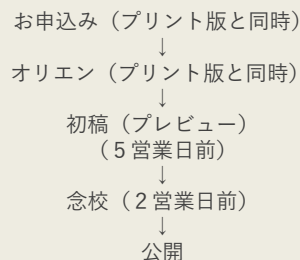 お申込み（プリント版と同時）
↓
オリエン（プリント版と同時）
↓
初稿（プレビュー）
（５営業日前）
↓
念校（２営業日前）
↓
公開